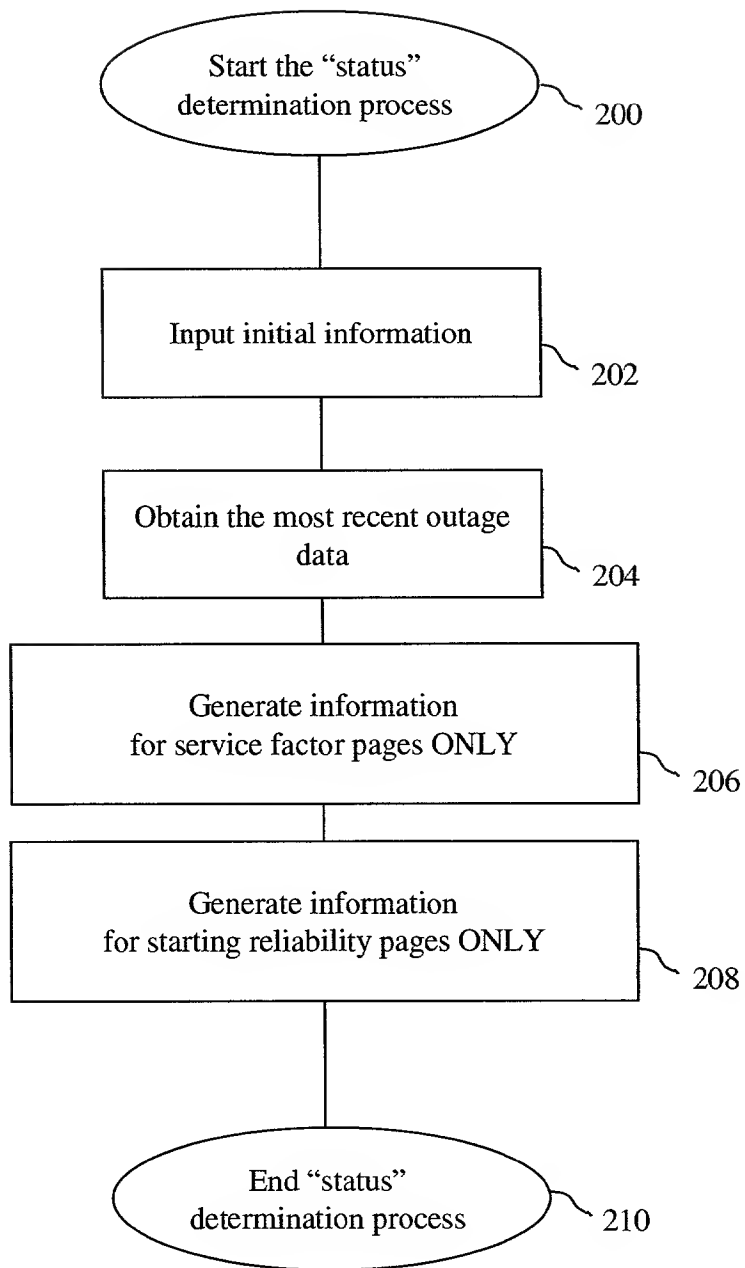 Start the “status”
determination process
200
Input initial information
202
Obtain the most recent outage
data
204
Generate information
for service factor pages ONLY
206
Generate information
for starting reliability pages ONLY
208
End “status”
determination process
210